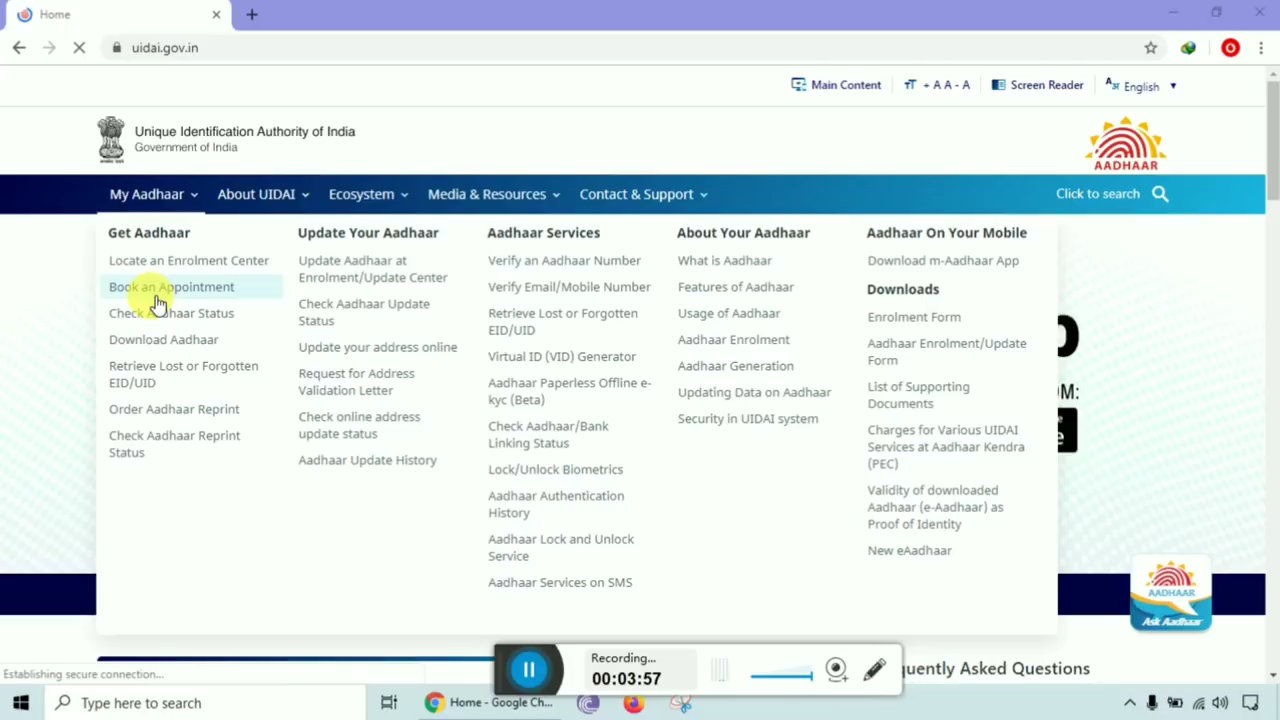 Home
uidai.gov.in
Main Content
TT + A A - A
Screen Reader
English
Unique Identification Authority of India
Government of India
AADHAAR
My Aadhaar
About UIDAI
Ecosystem
Media & Resources
Contact & Support
Click to search
Get Aadhaar
Locate an Enrolment Center
Book an Appointment
Check Aadhaar Status
Download Aadhaar
Retrieve Lost or Forgotten
EID/UID
Order Aadhaar Reprint
Check Aadhaar Reprint
Status
Update Your Aadhaar
Update Aadhaar at
Enrolment/Update Center
Check Aadhaar Update
Status
Update your address online
Request for Address
Validation Letter
Check online address
update status
Aadhaar Update History
Aadhaar Services
Verify an Aadhaar Number
Verify Email/Mobile Number
Retrieve Lost or Forgotten
EID/UID
Virtual ID (VID) Generator
Aadhaar Paperless Offline e-
kyc (Beta)
Check Aadhaar/Bank
Linking Status
Lock/Unlock Biometrics
Aadhaar Authentication
History
Aadhaar Lock and Unlock
Service
Aadhaar Services on SMS
About Your Aadhaar
What is Aadhaar
Features of Aadhaar
Usage of Aadhaar
Aadhaar Enrolment
Aadhaar Generation
Updating Data on Aadhaar
Security in UIDAI system
Aadhaar On Your Mobile
Download m-Aadhaar App
Downloads
Enrolment Form
Aadhaar Enrolment/Update
Form
List of Supporting
Documents
Charges for Various UIDAI
Services at Aadhaar Kendra
(PEC)
Validity of downloaded
Aadhaar (e-Aadhaar) as
Proof of Identity
New eAadhaar
M:
AADHAAR
Ask Aadhaar
quently Asked Questions
Establishing secure connection...
Recording...
00:03:57
Type here to search
Home - Google Ch...